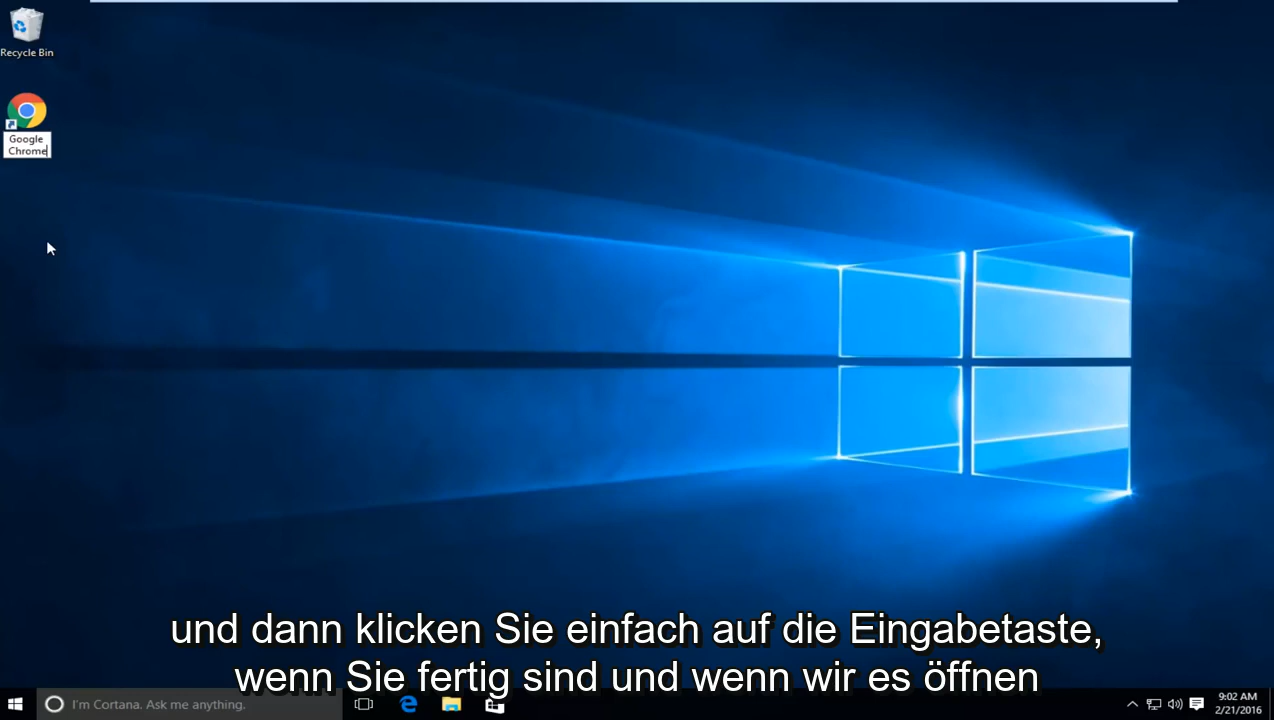 Recycle Bin
Google
Chrome
und dann klicken Sie einfach auf die Eingabetaste,
wenn Sie fertig sind und wenn wir es öffnen
I'm Cortana. Ask me anything.
9:02 AM
2/21/2016